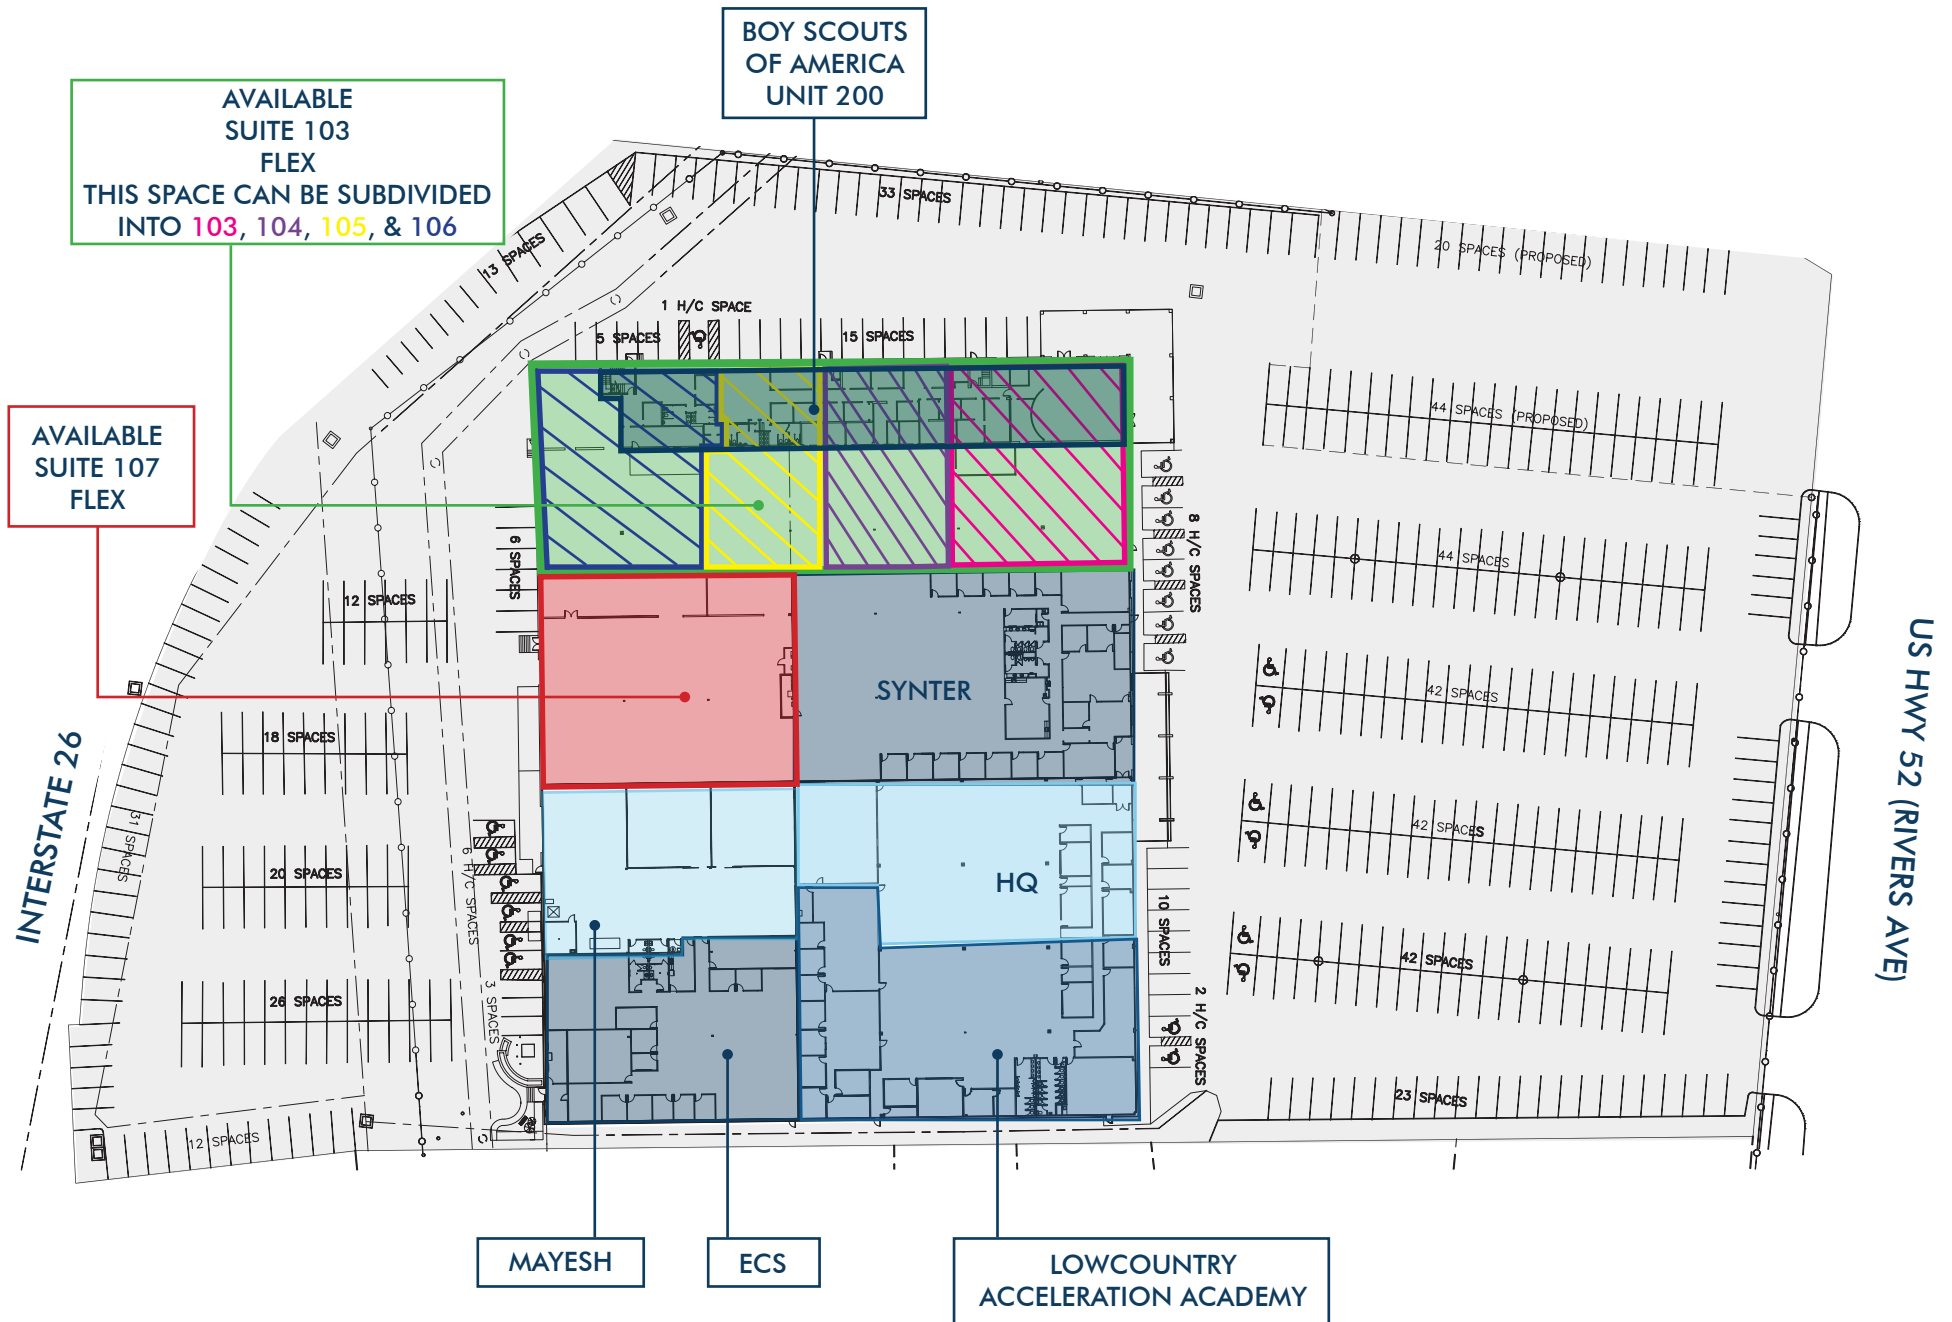 BOY SCOUTS
OF AMERICA
UNIT 200
AVAILABLE
SUITE 103
FLEX
THIS SPACE CAN BE SUBDIVIDED
INTO 103, 104, 105, & 106
33 SPACES
13 SPACES
20 SPACES (PROPOSED)
1 H/C SPACE
5 SPACES
15 SPACES
44 SPACES (PROPOSED)
AVAILABLE
SUITE 107
FLEX
6 SPACES
8 H/C SPACES
44 SPACES
12 SPACES
SYNTER
42 SPACES
US HWY 52 (RIVERS AVE)
18 SPACES
INTERSTATE 26
31 SPACES
42 SPACES
20 SPACES
6 H/C SPACES
HQ
10 SPACES
42 SPACES
26 SPACES
3 SPACES
2 H/C SPACES
23 SPACES
12 SPACES
MAYESH
ECS
LOWCOUNTRY
ACCELERATION ACADEMY